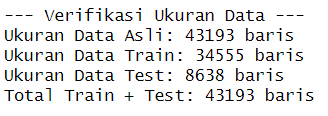 --- Verifikasi Ukuran Data ---
Ukuran Data Asli: 43193 baris
Ukuran Data Train: 34555 baris
Ukuran Data Test: 8638 baris
Total Train + Test: 43193 baris